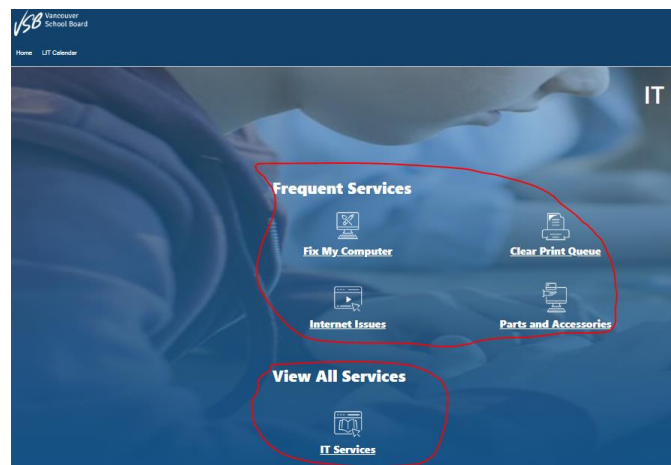 VSB Vancouver
School Board
Home LIT Calendar
IT
Frequent Services
Fix My Computer Clear Print Queue
Internet Issues Parts and Accessories
View All Services
IT Services